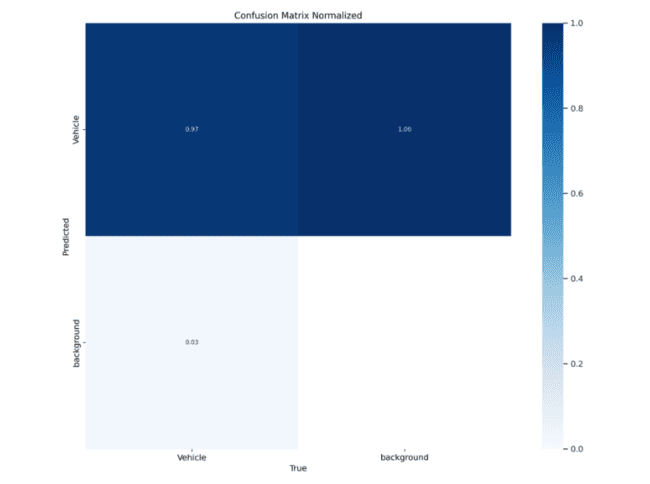 Confusion Matrix Normalized
1.0
0.8
0.6
0.4
0.2
0.0
Predicted
Vehicle
background
0.97
1.00
0.03
Vehicle
background
True